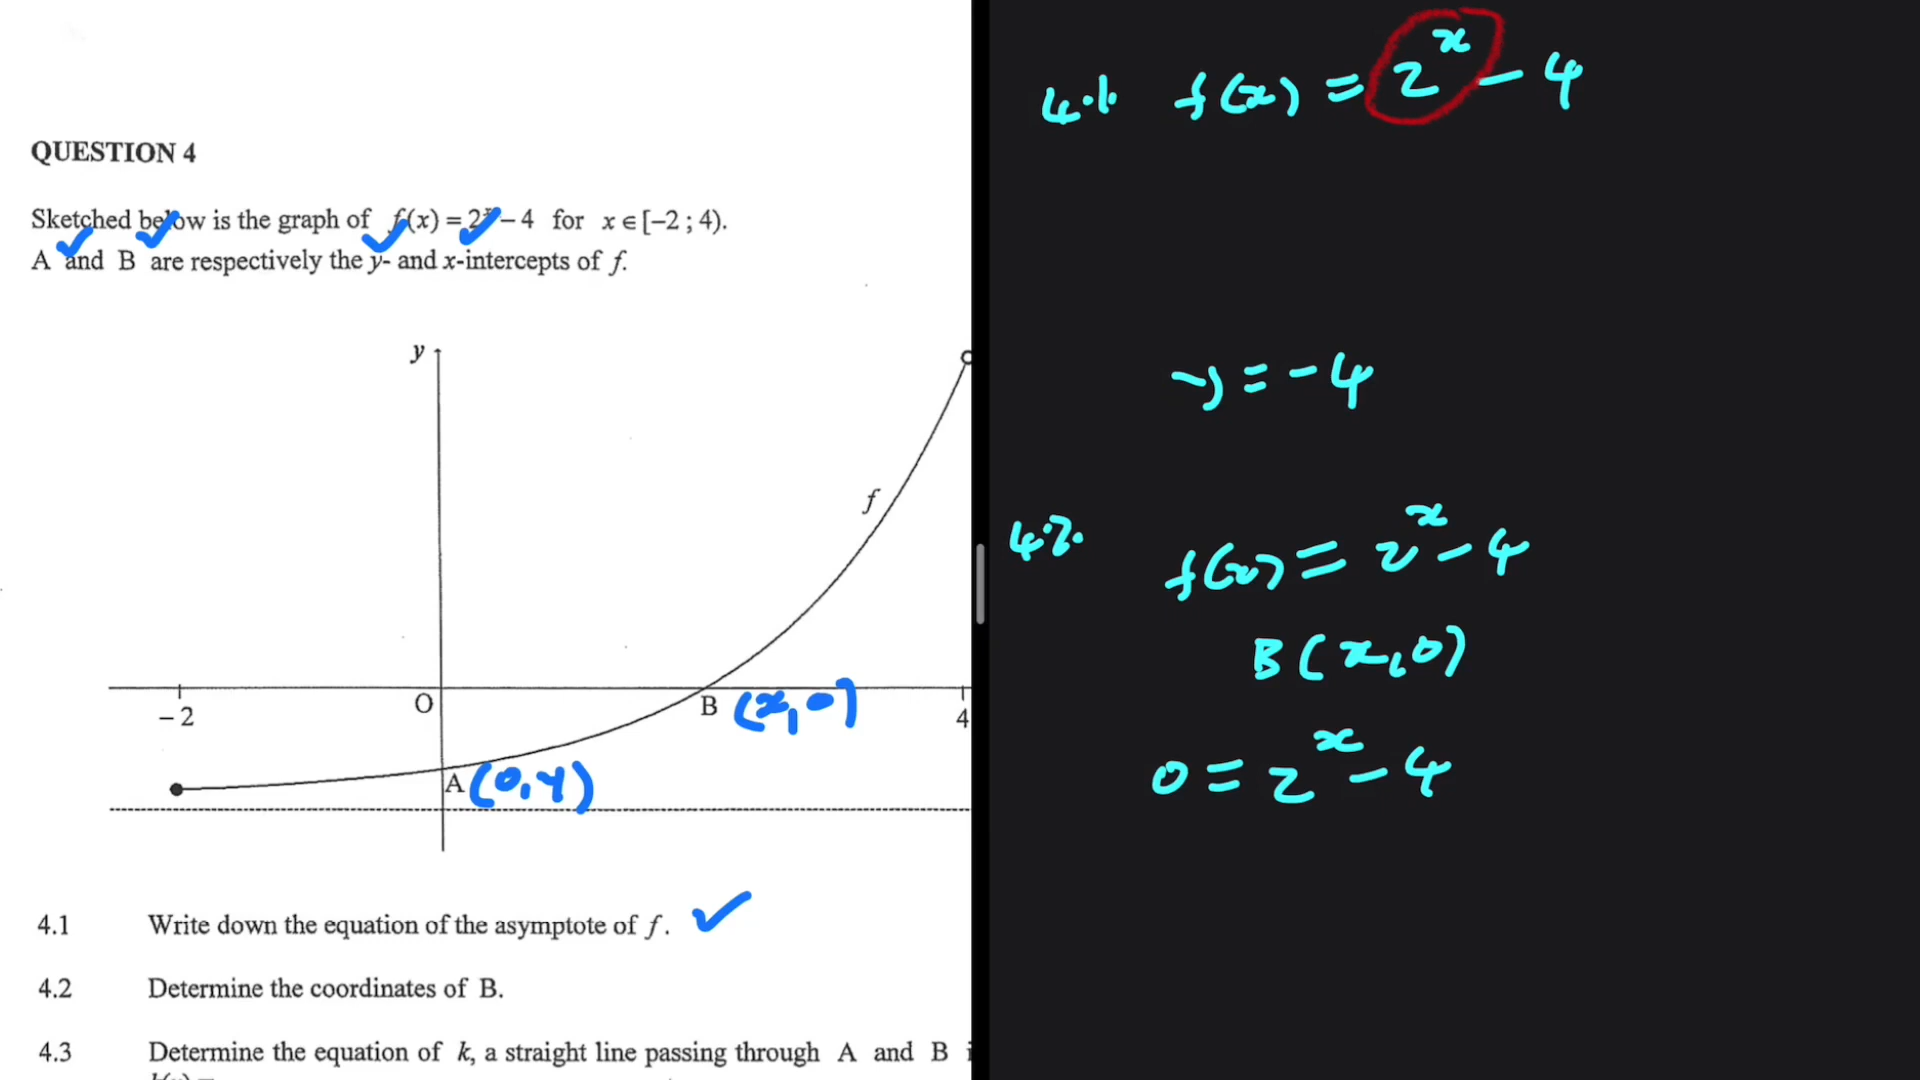 QUESTION 4
Sketched below is the graph of f(x) = 2^x – 4 for x ∈ [–2 ; 4).
A and B are respectively the y- and x-intercepts of f.
y
f
– 2
O
B (x, 0)
4
A (0, y)
4.1 Write down the equation of the asymptote of f.
4.2 Determine the coordinates of B.
4.3 Determine the equation of k, a straight line passing through A and B
4.1. f(x) = 2^x – 4
y = – 4
4.2. f(x) = 2^x – 4
B (x, 0)
0 = 2^x – 4